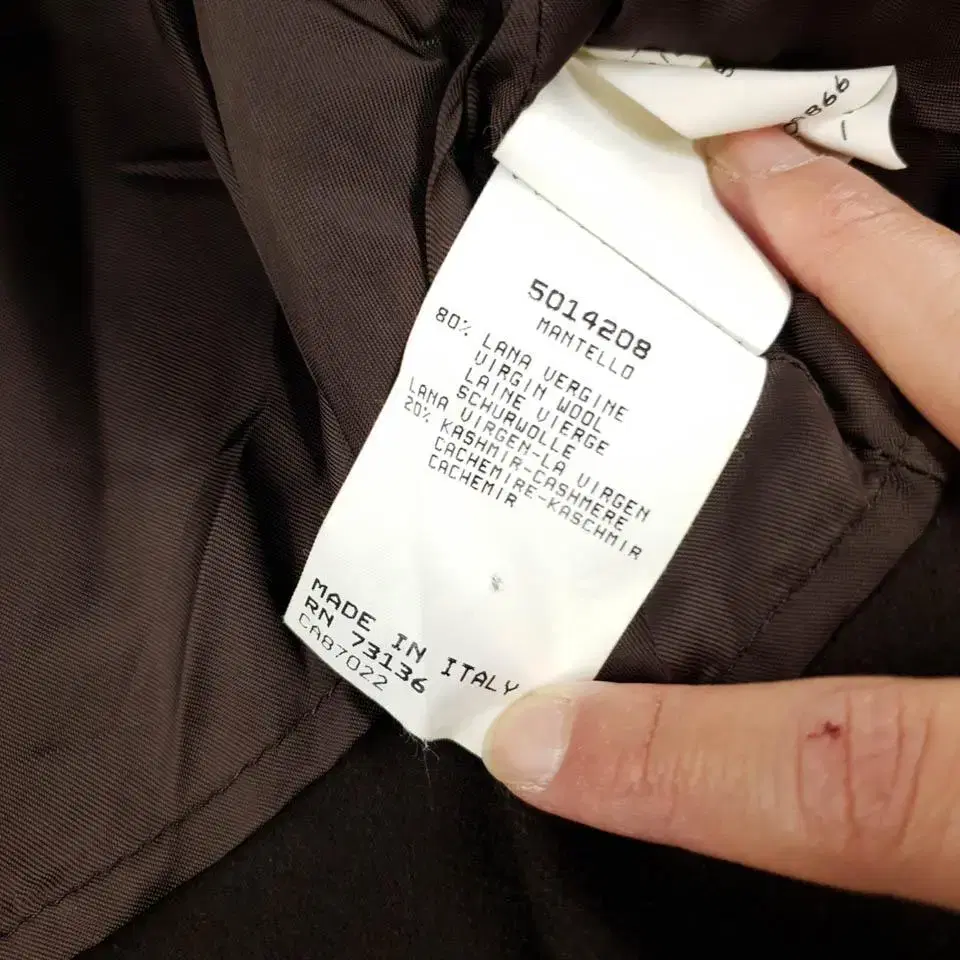 866
5014208
MANTELLO
80% LANA VERGINE
VIRGIN WOOL
LAINE VIERGE
SCHURWOLLE
LANA VIRGEN-LA VIRGEN
20% KASHMIR-CASHMERE
CACHEMIRE-KASCHMIR
CACHEMIR
MADE IN ITALY
RN 73136
CA87022